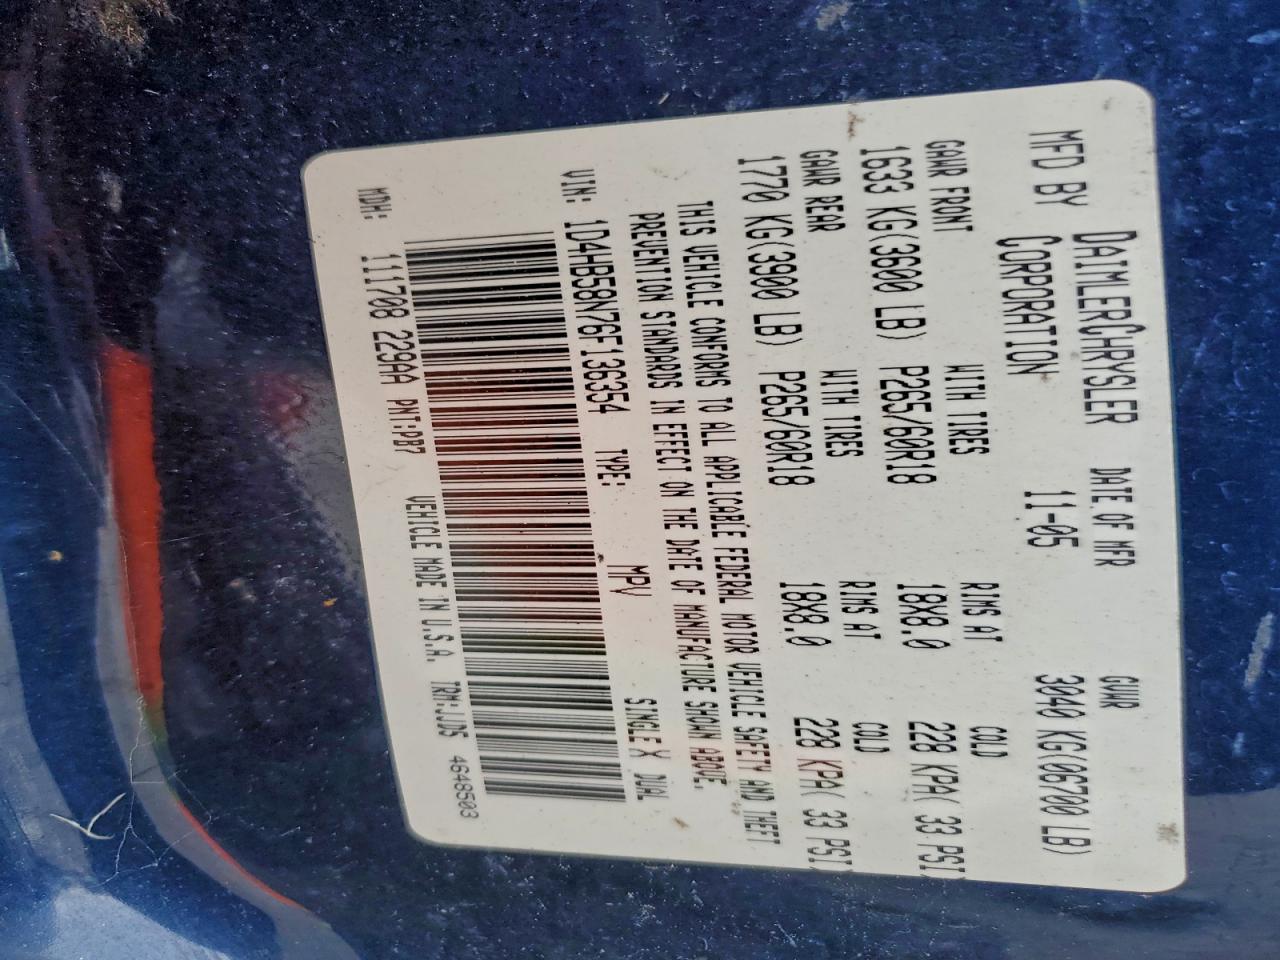 MFD BY DAIMLERCHRYSLER CORPORATION
DATE OF MFR 11-05
GVWR 3040 KG(06700 LB)
GAWR FRONT WITH TIRES RIMS AT COLD
1633 KG(3600 LB) P265/60R18 18X8.0 228 KPA( 33 PSI)
GAWR REAR WITH TIRES RIMS AT COLD
1770 KG(3900 LB) P265/60R18 18X8.0 228 KPA( 33 PSI)
THIS VEHICLE CONFORMS TO ALL APPLICABLE FEDERAL MOTOR VEHICLE SAFETY AND THEFT
PREVENTION STANDARDS IN EFFECT ON THE DATE OF MANUFACTURE SHOWN ABOVE.
VIN: 1D4HB58N76F136354 TYPE: MPV SINGLE X DUAL
MDH: 111708 229AA PNT:PB7 VEHICLE MADE IN U.S.A. TRM:JJD5 4648503